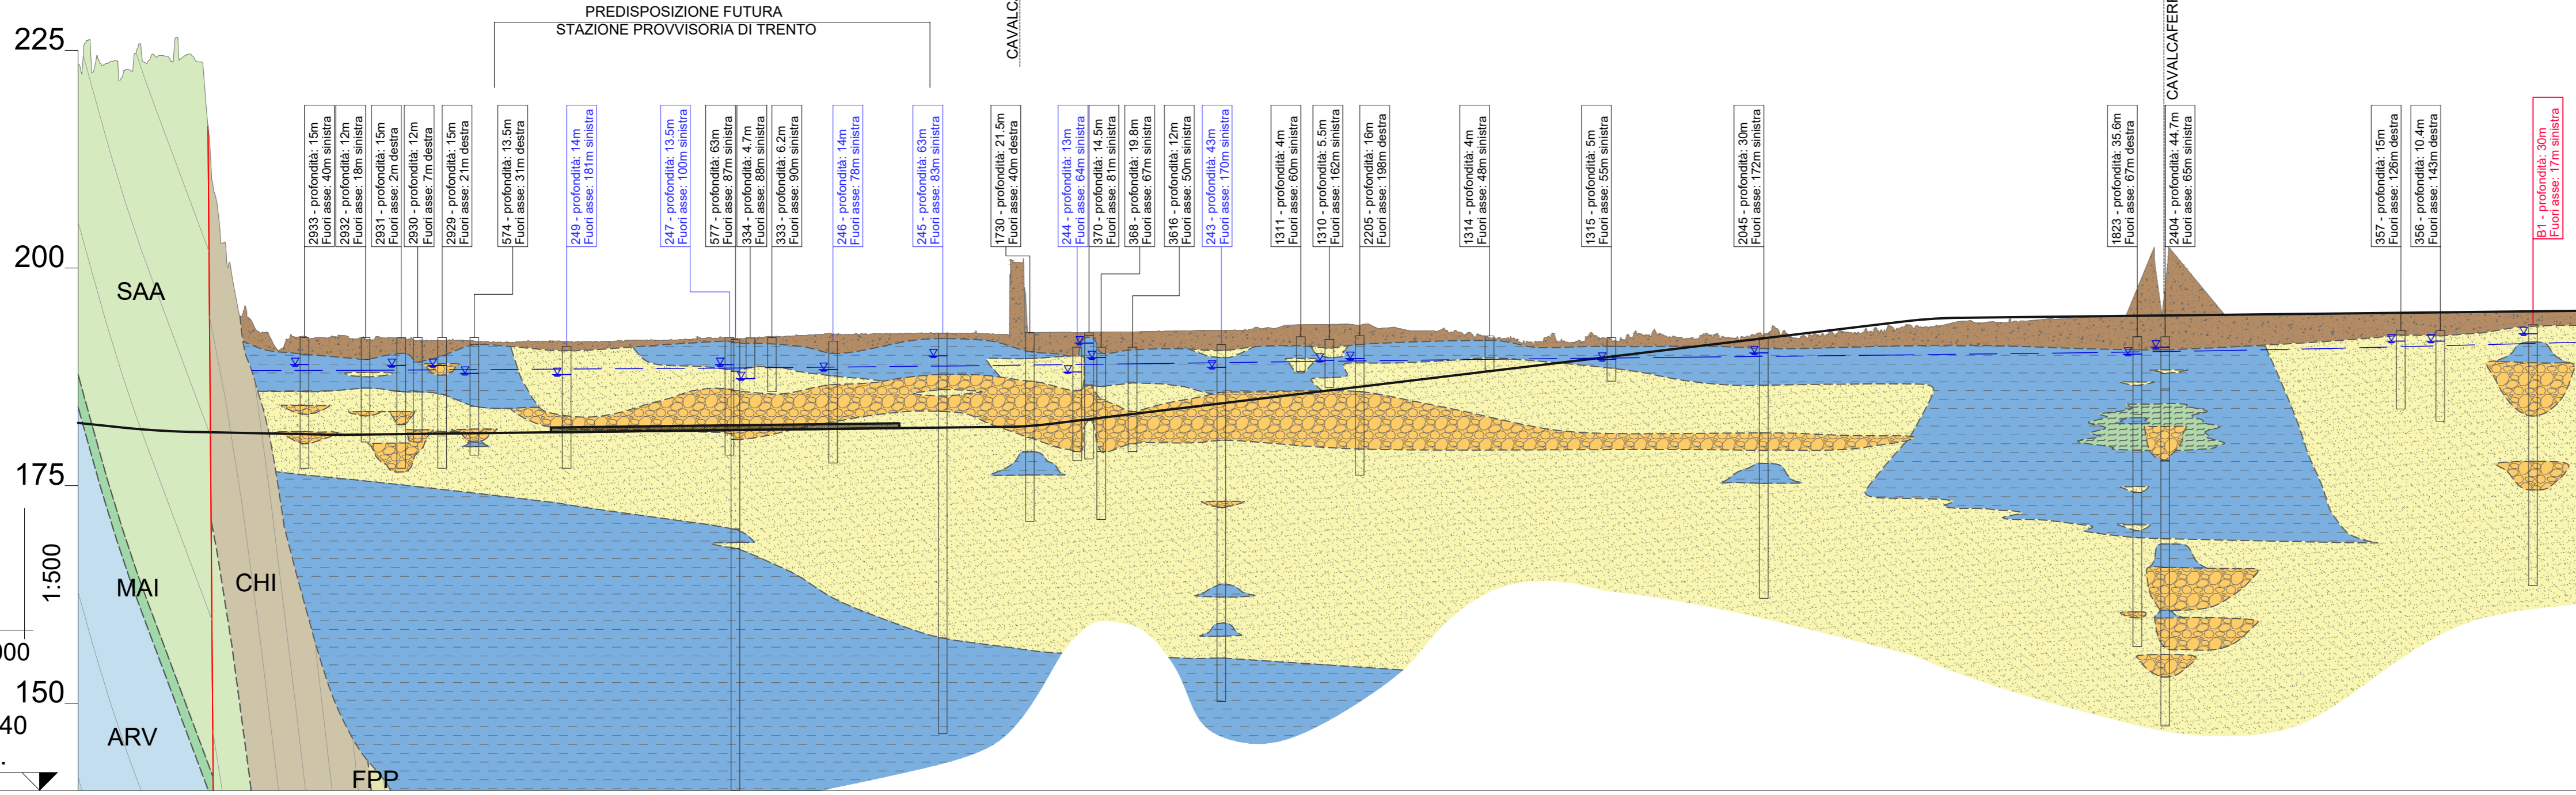 PREDISPOSIZIONE FUTURA
STAZIONE PROVVISORIA DI TRENTO
CAVALC
CAVALCAFERR
225
200
175
150
1:500
000
40
SAA
MAI
ARV
CHI
FPP
2933 - profondità: 15m
Fuori asse: 40m sinistra
2932 - profondità: 12m
Fuori asse: 18m sinistra
2931 - profondità: 15m
Fuori asse: 2m destra
2930 - profondità: 12m
Fuori asse: 7m destra
2929 - profondità: 15m
Fuori asse: 21m destra
574 - profondità: 13.5m
Fuori asse: 31m destra
249 - profondità: 14m
Fuori asse: 181m sinistra
247 - profondità: 13.5m
Fuori asse: 100m sinistra
577 - profondità: 63m
Fuori asse: 87m sinistra
334 - profondità: 4.7m
Fuori asse: 88m sinistra
333 - profondità: 6.2m
Fuori asse: 90m sinistra
246 - profondità: 14m
Fuori asse: 78m sinistra
245 - profondità: 63m
Fuori asse: 83m sinistra
1730 - profondità: 21.5m
Fuori asse: 40m destra
244 - profondità: 13m
Fuori asse: 64m sinistra
370 - profondità: 14.5m
Fuori asse: 81m sinistra
368 - profondità: 19.8m
Fuori asse: 67m sinistra
3616 - profondità: 12m
Fuori asse: 50m sinistra
243 - profondità: 43m
Fuori asse: 170m sinistra
1311 - profondità: 4m
Fuori asse: 60m sinistra
1310 - profondità: 5.5m
Fuori asse: 162m sinistra
2205 - profondità: 16m
Fuori asse: 198m destra
1314 - profondità: 4m
Fuori asse: 48m sinistra
1315 - profondità: 5m
Fuori asse: 55m sinistra
2045 - profondità: 30m
Fuori asse: 172m sinistra
1823 - profondità: 35.6m
Fuori asse: 67m destra
2404 - profondità: 44.7m
Fuori asse: 65m sinistra
357 - profondità: 15m
Fuori asse: 126m destra
356 - profondità: 10.4m
Fuori asse: 143m destra
B1 - profondità: 30m
Fuori asse: 17m sinistra